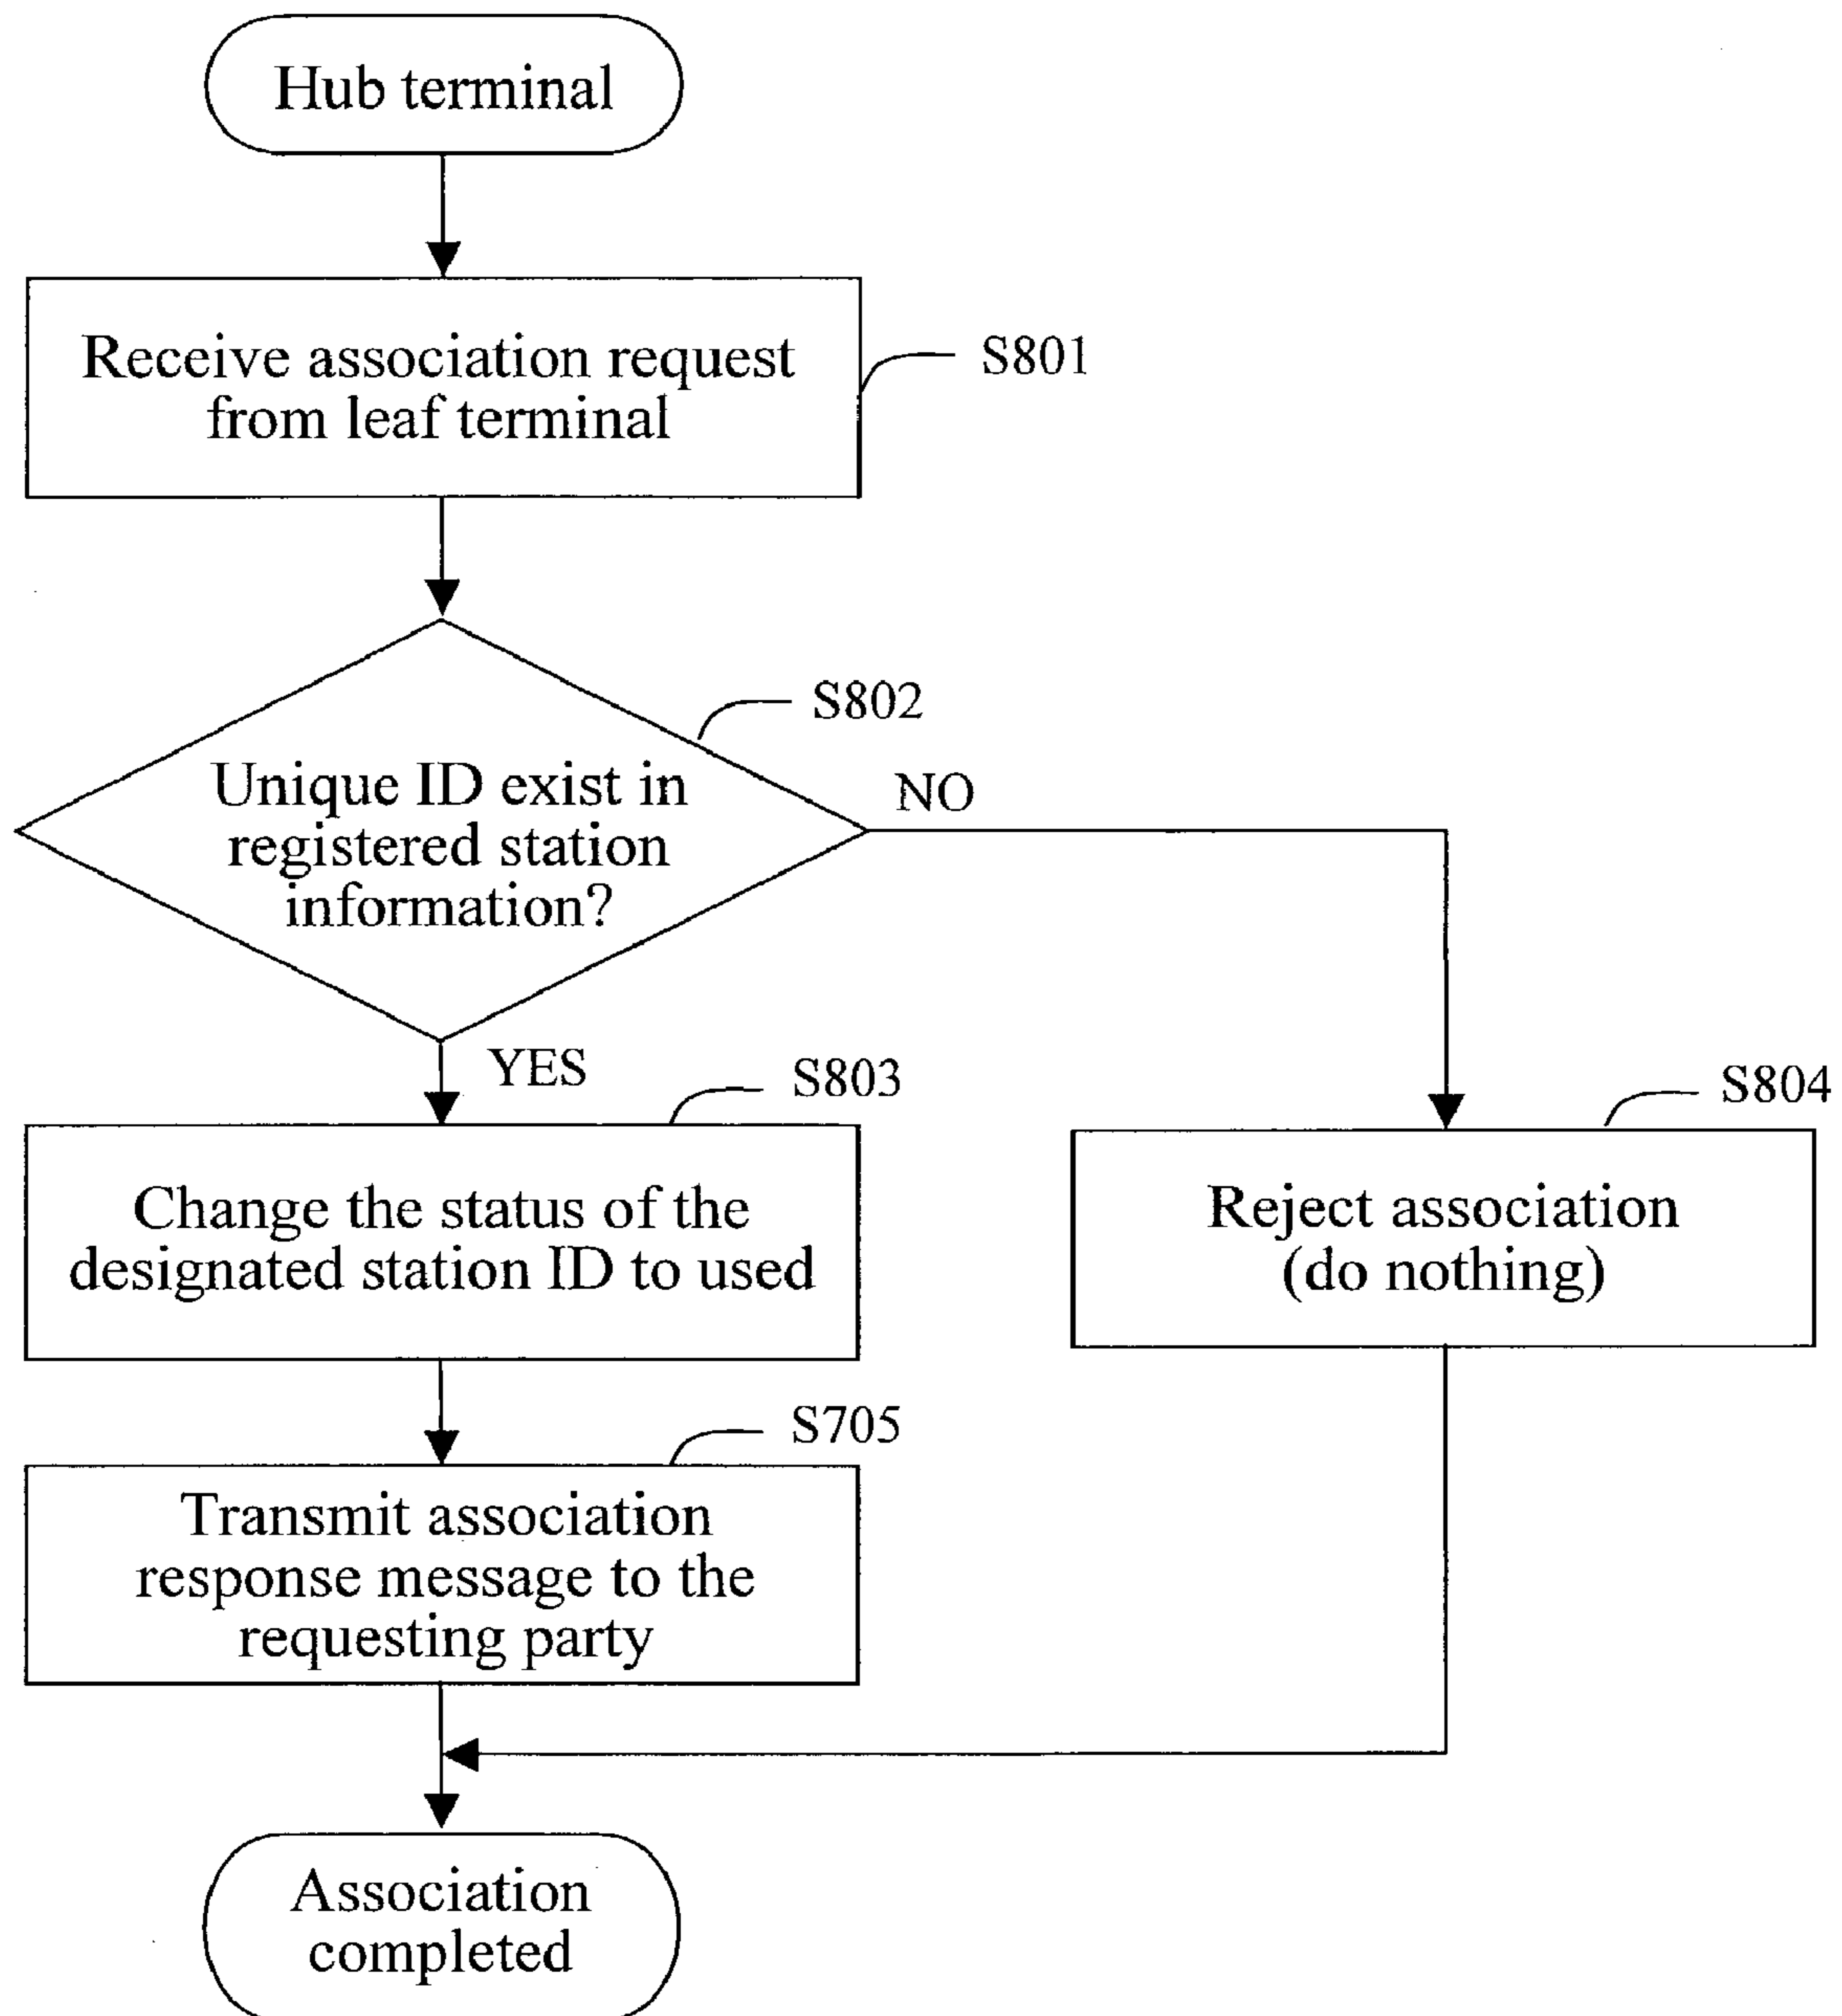 Hub terminal
Receive association request
from leaf terminal
S801
S802
Unique ID exist in
registered station
information?
NO
YES
S803
Change the status of the
designated station ID to used
S804
Reject association
(do nothing)
S705
Transmit association
response message to the
requesting party
Association
completed